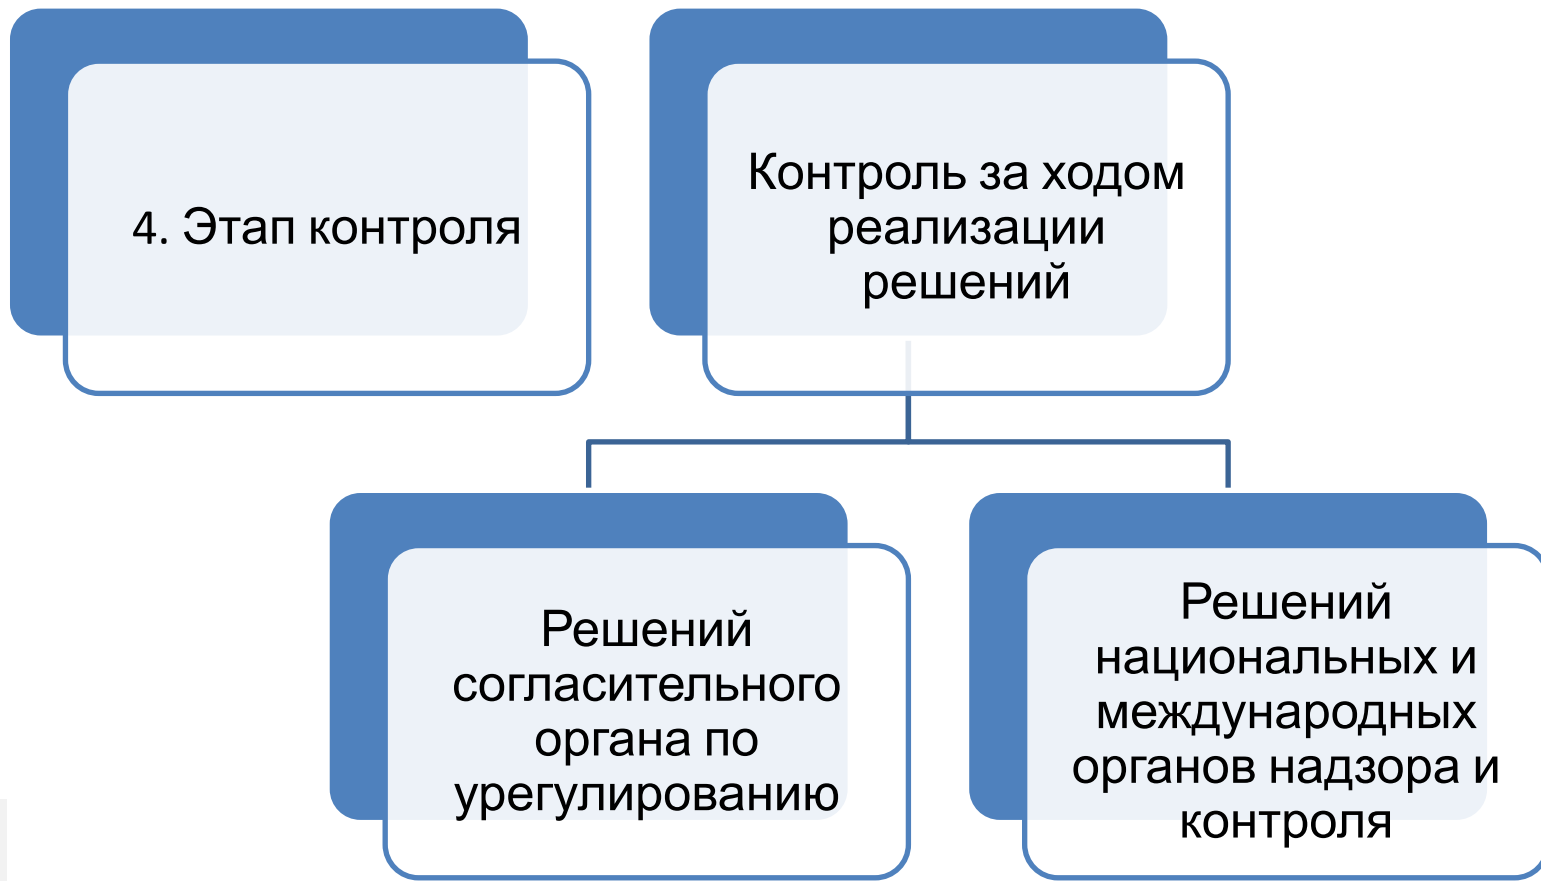 4. Этап контроля
Контроль за ходом
реализации
решений
Решений
согласительного
органа по
урегулированию
Решений
национальных и
международных
органов надзора и
контроля